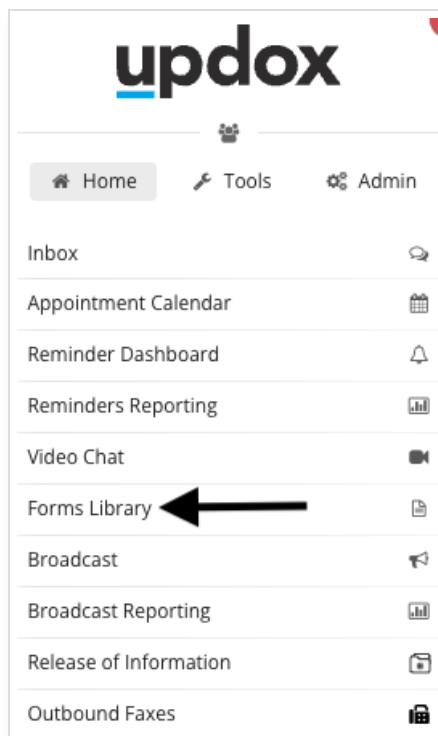 updox
Home Tools Admin
Inbox
Appointment Calendar
Reminder Dashboard
Reminders Reporting
Video Chat
Forms Library
Broadcast
Broadcast Reporting
Release of Information
Outbound Faxes